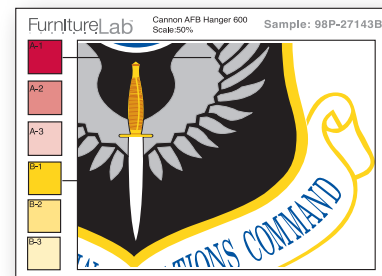 FurnitureLab
Cannon AFB Hanger 600
Scale:50%
Sample: 98P-27143B
A-1
A-2
A-3
B-1
B-2
B-3
TIONS COMMAND